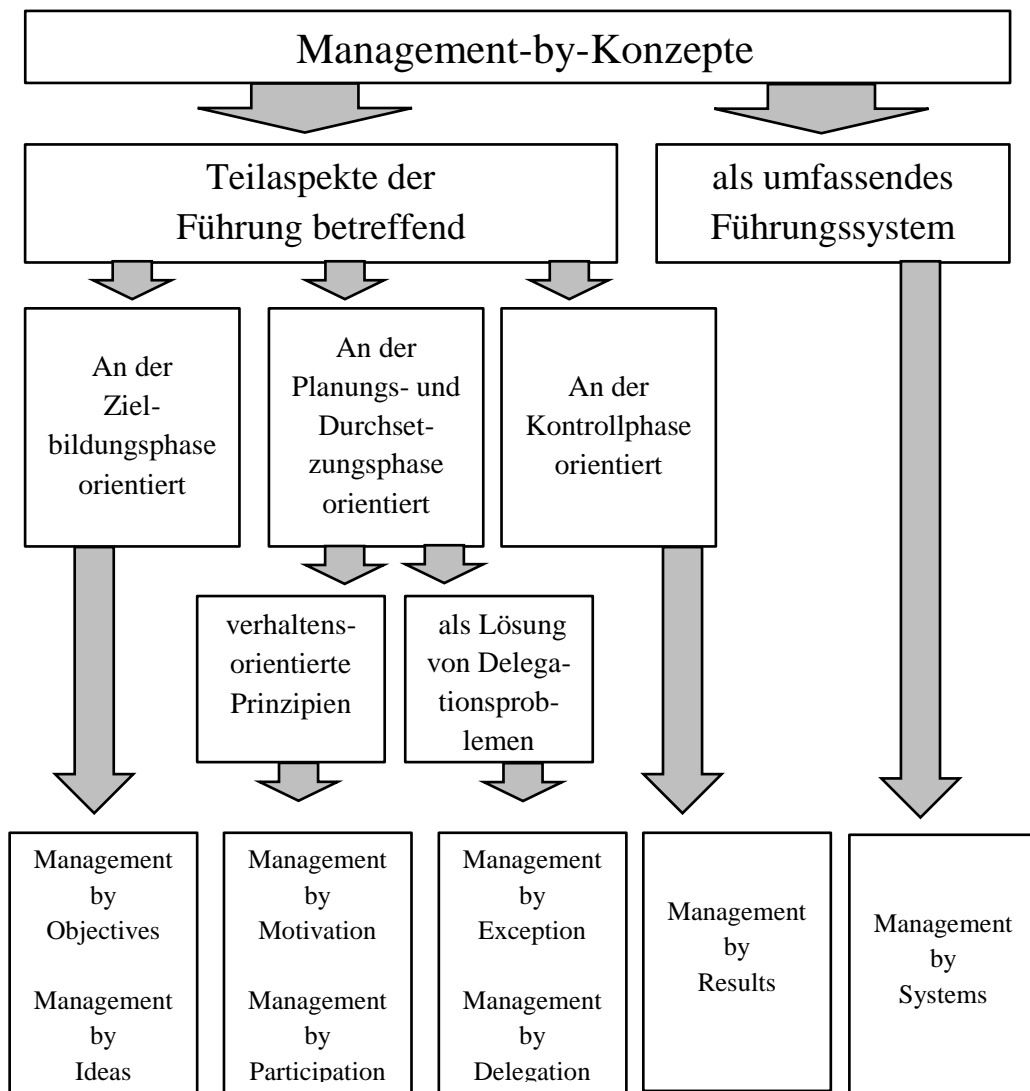 Management-by-Konzepte
Teilaspekte der
Führung betreffend
als umfassendes
Führungssystem
An der
Ziel-
bildungsphase
orientiert
An der
Planungs- und
Durchset-
zungsphase
orientiert
An der
Kontrollphase
orientiert
verhaltens-
orientierte
Prinzipien
als Lösung
von Delega-
tionsprob-
lemen
Management
by
Objectives
Management
by
Ideas
Management
by
Motivation
Management
by
Participation
Management
by
Exception
Management
by
Delegation
Management
by
Results
Management
by
Systems